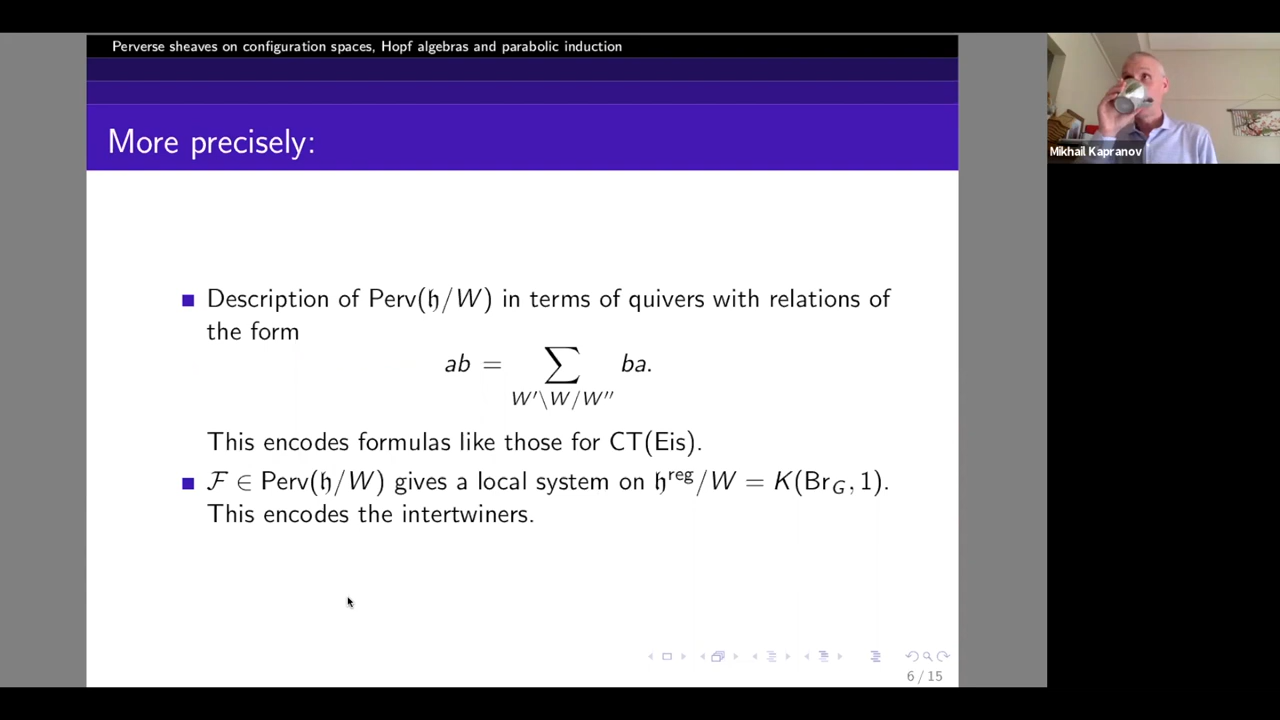 Perverse sheaves on configuration spaces, Hopf algebras and parabolic induction
More precisely:
Description of Perv(𝔥/W) in terms of quivers with relations of
the form
ab = ∑ ba.
W′\W/W′′
This encodes formulas like those for CT(Eis).
ℱ ∈ Perv(𝔥/W) gives a local system on 𝔥^reg/W = K(Br_G, 1).
This encodes the intertwiners.
6 / 15
Mikhail Kapranov